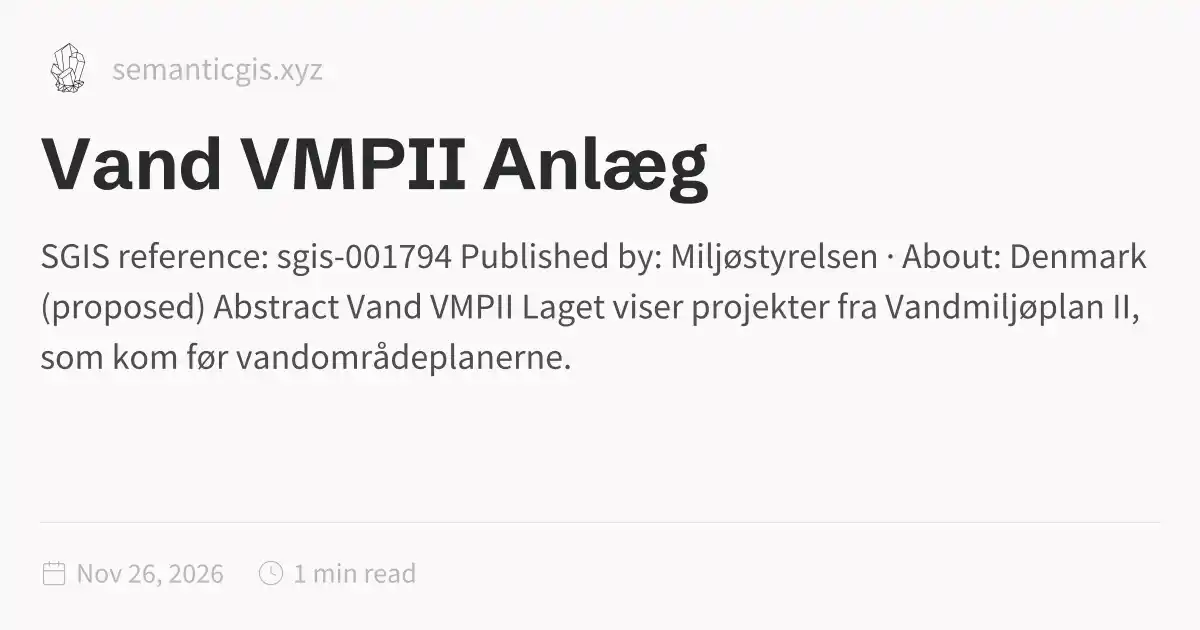 semanticgis.xyz
Vand VMPII Anlæg
SGIS reference: sgis-001794 Published by: Miljøstyrelsen · About: Denmark
(proposed) Abstract Vand VMPII Laget viser projekter fra Vandmiljøplan II,
som kom før vandområdeplanerne.
Nov 26, 2026 1 min read